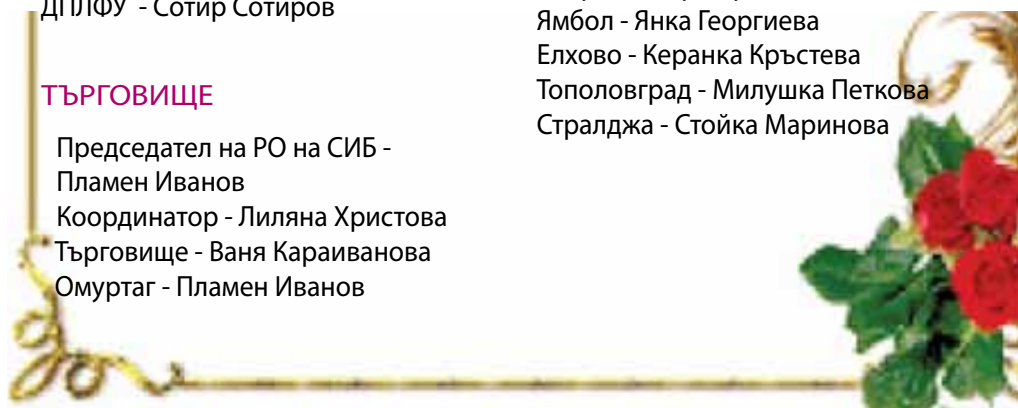 ДПЛФУ - Сотир Сотиров
ТЪРГОВИЩЕ
Председател на РО на СИБ -
Пламен Иванов
Координатор - Лиляна Христова
Търговище - Ваня Караиванова
Омуртаг - Пламен Иванов
Ямбол - Янка Георгиева
Елхово - Керанка Кръстева
Тополовград - Милушка Петкова
Стралджа - Стойка Маринова